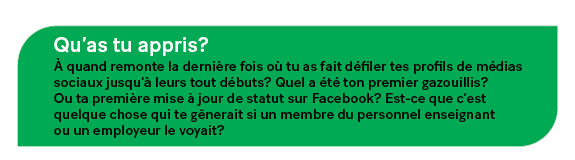 Qu'as tu appris?
À quand remonte la dernière fois où tu as fait défiler tes profils de médias
sociaux jusqu'à leurs tout débuts? Quel a été ton premier gazouillis?
Ou ta première mise à jour de statut sur Facebook? Est-ce que c'est
quelque chose qui te gênerait si un membre du personnel enseignant
ou un employeur le voyait?